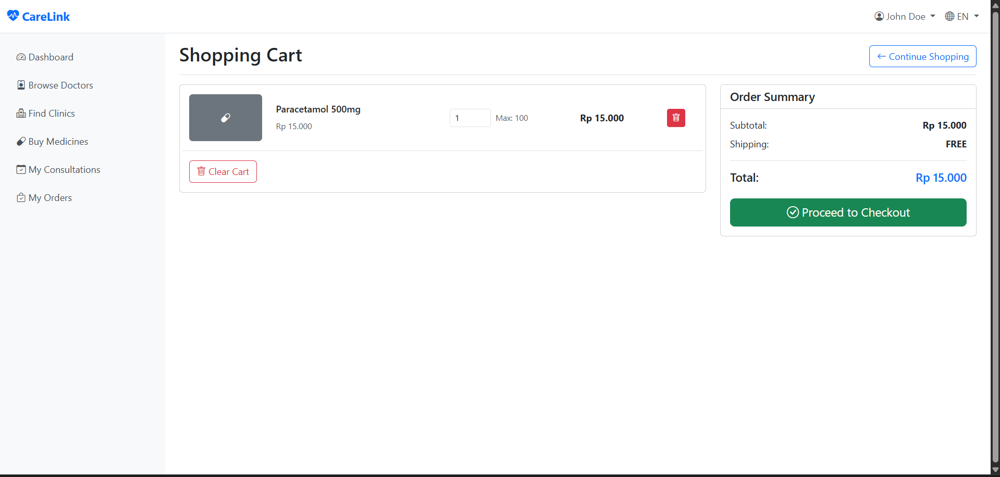 CareLink
John Doe
EN
Dashboard
Browse Doctors
Find Clinics
Buy Medicines
My Consultations
My Orders
Shopping Cart
Continue Shopping
Paracetamol 500mg
Rp 15.000
1
Max: 100
Rp 15.000
Clear Cart
Order Summary
Subtotal: Rp 15.000
Shipping: FREE
Total: Rp 15.000
Proceed to Checkout